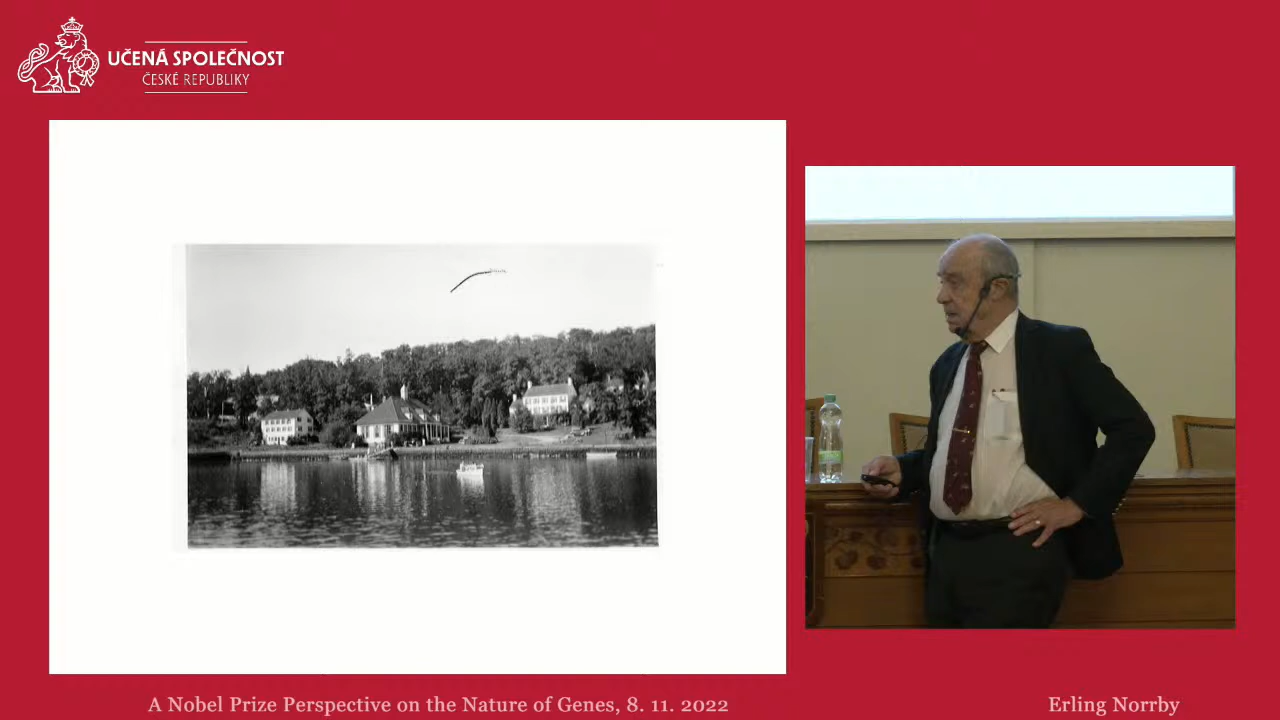 UČENÁ SPOLEČNOST
ČESKÉ REPUBLIKY
A Nobel Prize Perspective on the Nature of Genes, 8. 11. 2022
Erling Norrby